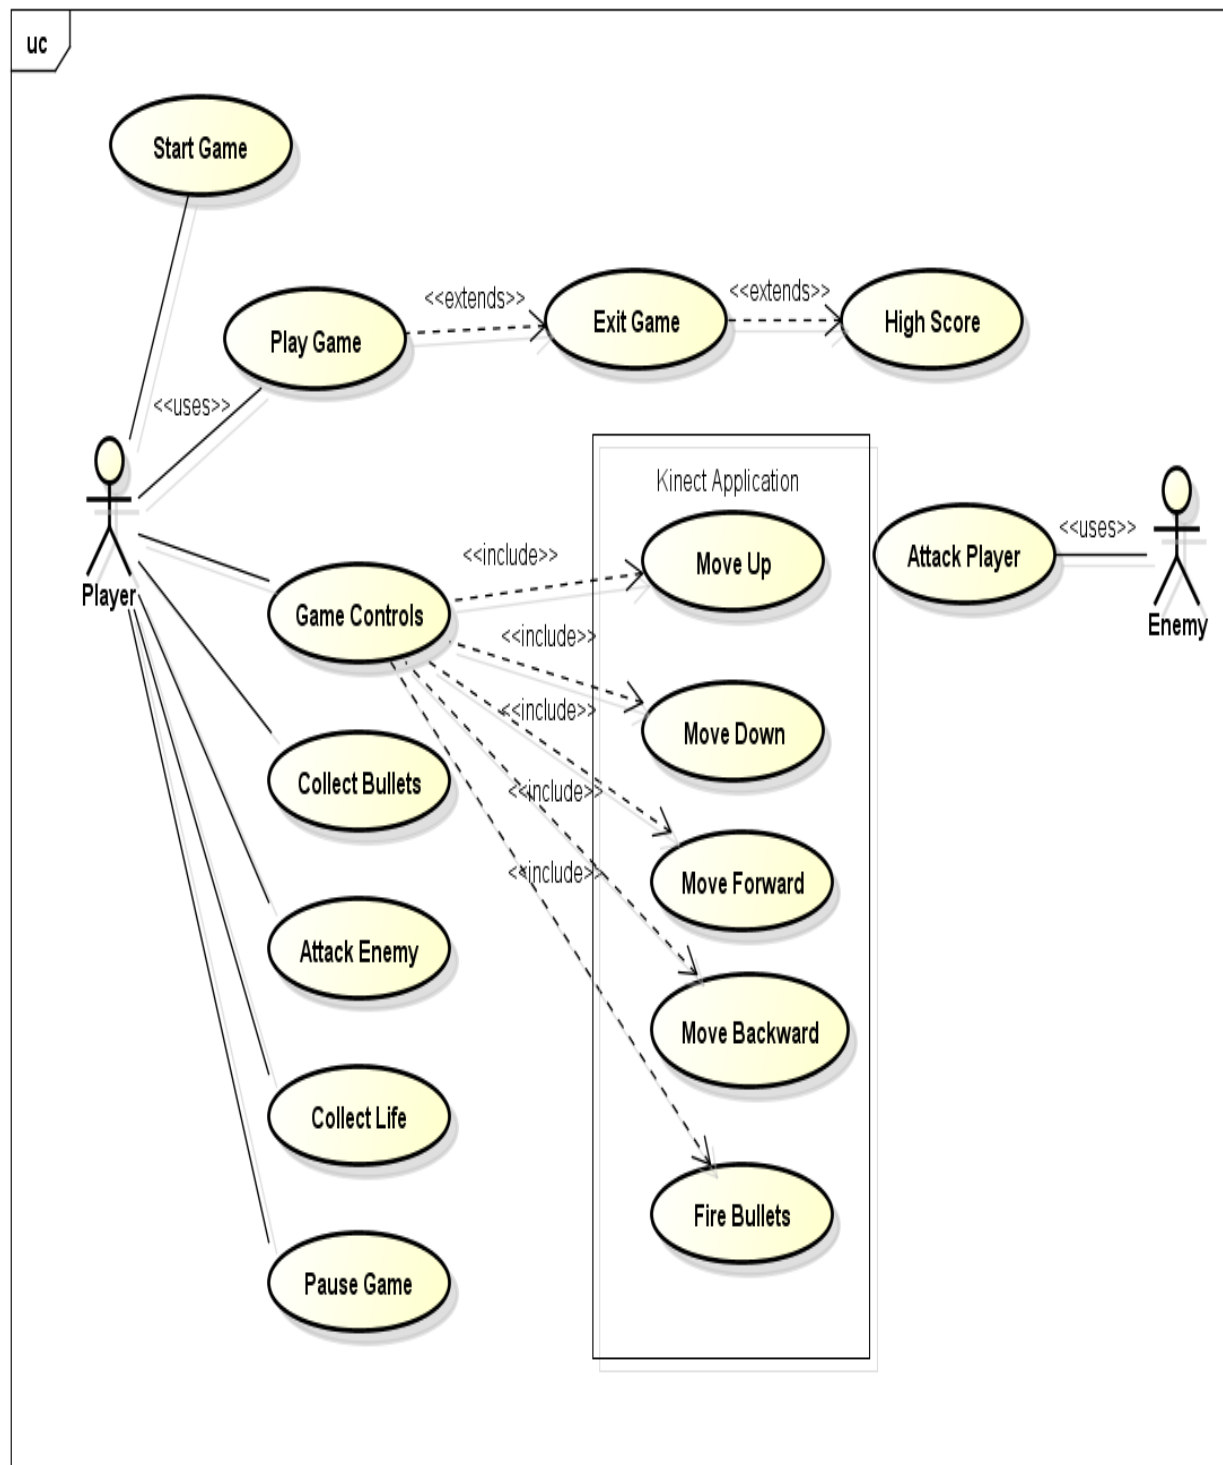 uc
Start Game
<<extends>>
<<extends>>
Play Game
Exit Game
High Score
<<uses>>
Kinect Application
Player
Game Controls
<<include>>
<<include>>
<<include>>
<<include>>
<<include>>
Move Up
Attack Player
<<uses>>
Enemy
Move Down
Collect Bullets
Move Forward
Attack Enemy
Move Backward
Collect Life
Fire Bullets
Pause Game